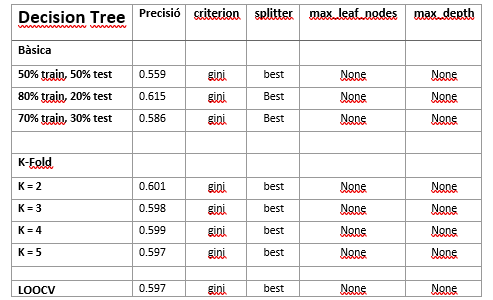 Decision Tree Precisió criterion splitter max_leaf_nodes max_depth
Bàsica
50% train, 50% test 0.559 gini best None None
80% train, 20% test 0.615 gini Best None None
70% train, 30% test 0.586 gini Best None None
K-Fold
K = 2 0.601 gini best None None
K = 3 0.598 gini best None None
K = 4 0.599 gini best None None
K = 5 0.597 gini best None None
LOOCV 0.597 gini best None None